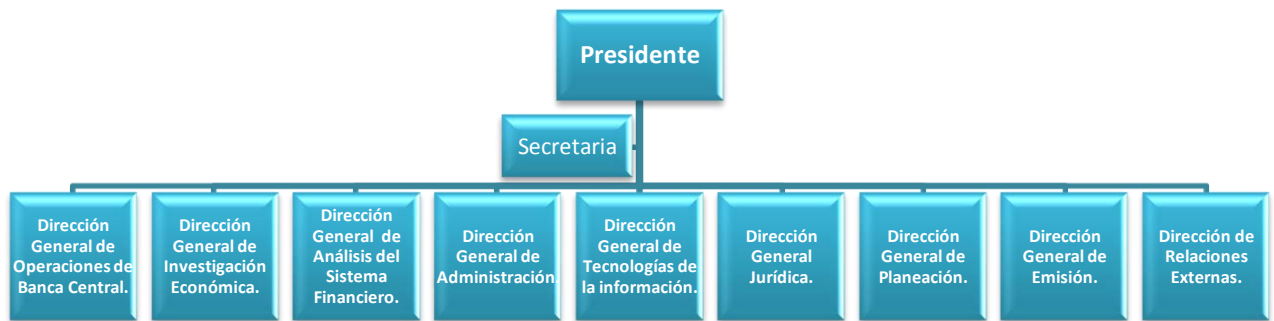 Presidente
Secretaria
Dirección
General de
Operaciones de
Banca Central.
Dirección
General de
Investigación
Económica.
Dirección
General de
Análisis del
Sistema
Financiero.
Dirección
General de
Administración.
Dirección
General de
Tecnologías de
la información.
Dirección
General
Jurídica.
Dirección
General de
Planeación.
Dirección
General de
Emisión.
Dirección de
Relaciones
Externas.